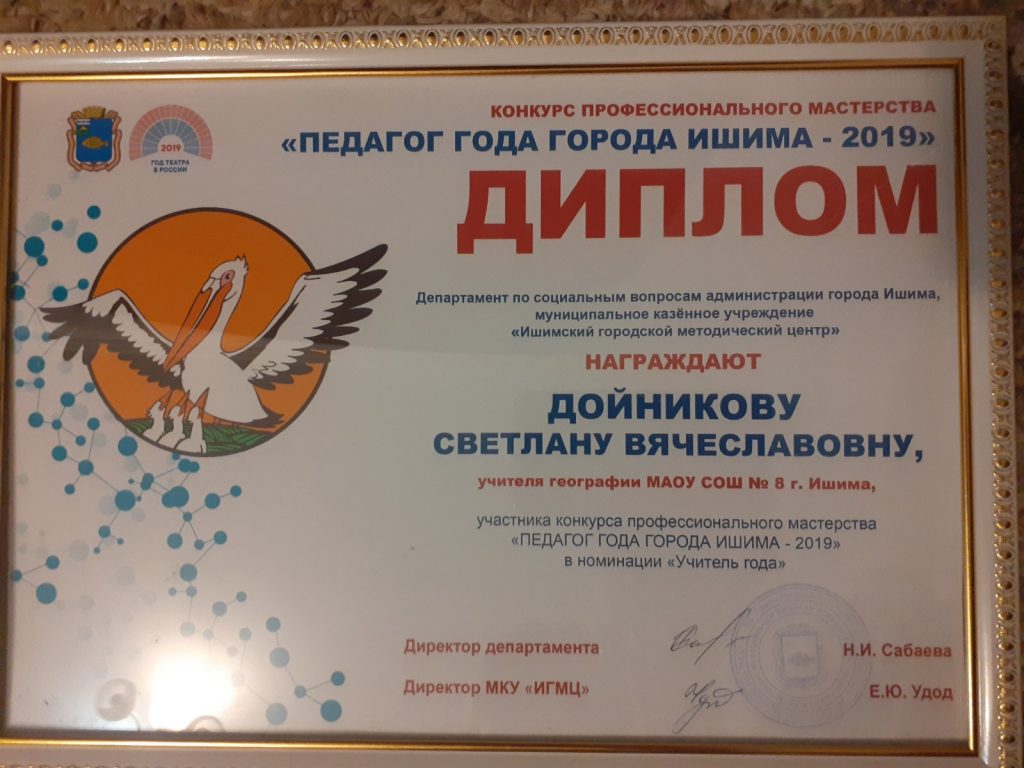 КОНКУРС ПРОФЕССИОНАЛЬНОГО МАСТЕРСТВА
«ПЕДАГОГ ГОДА ГОРОДА ИШИМА - 2019»
ДИПЛОМ
2019
ГОД ТЕАТРА
В РОССИИ
Департамент по социальным вопросам администрации города Ишима,
муниципальное казённое учреждение
«Ишимский городской методический центр»
НАГРАЖДАЮТ
ДОЙНИКОВУ
СВЕТЛАНУ ВЯЧЕСЛАВОВНУ,
учителя географии МАОУ СОШ № 8 г. Ишима,
участника конкурса профессионального мастерства
«ПЕДАГОГ ГОДА ГОРОДА ИШИМА - 2019»
в номинации «Учитель года»
Директор департамента Н.И. Сабаева
Директор МКУ «ИГМЦ» Е.Ю. Удод